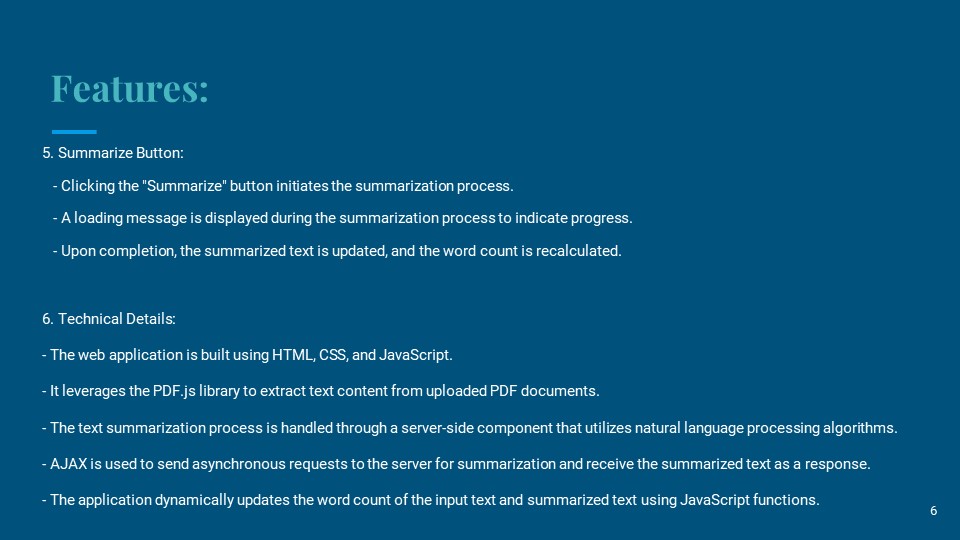 Features:
5. Summarize Button:
- Clicking the "Summarize" button initiates the summarization process.
- A loading message is displayed during the summarization process to indicate progress.
- Upon completion, the summarized text is updated, and the word count is recalculated.
6. Technical Details:
- The web application is built using HTML, CSS, and JavaScript.
- It leverages the PDF.js library to extract text content from uploaded PDF documents.
- The text summarization process is handled through a server-side component that utilizes natural language processing algorithms.
- AJAX is used to send asynchronous requests to the server for summarization and receive the summarized text as a response.
- The application dynamically updates the word count of the input text and summarized text using JavaScript functions.
6